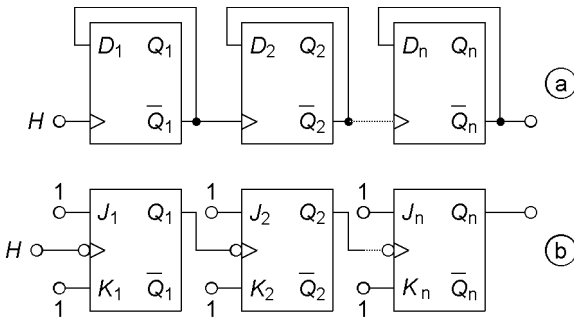 D₁ Q₁ D₂ Q₂ Dₙ Qₙ
H Q̅₁ Q̅₂ Q̅ₙ
a
1 J₁ Q₁ 1 J₂ Q₂ 1 Jₙ Qₙ
H
b
1 K₁ Q̅₁ 1 K₂ Q̅₂ 1 Kₙ Q̅ₙ